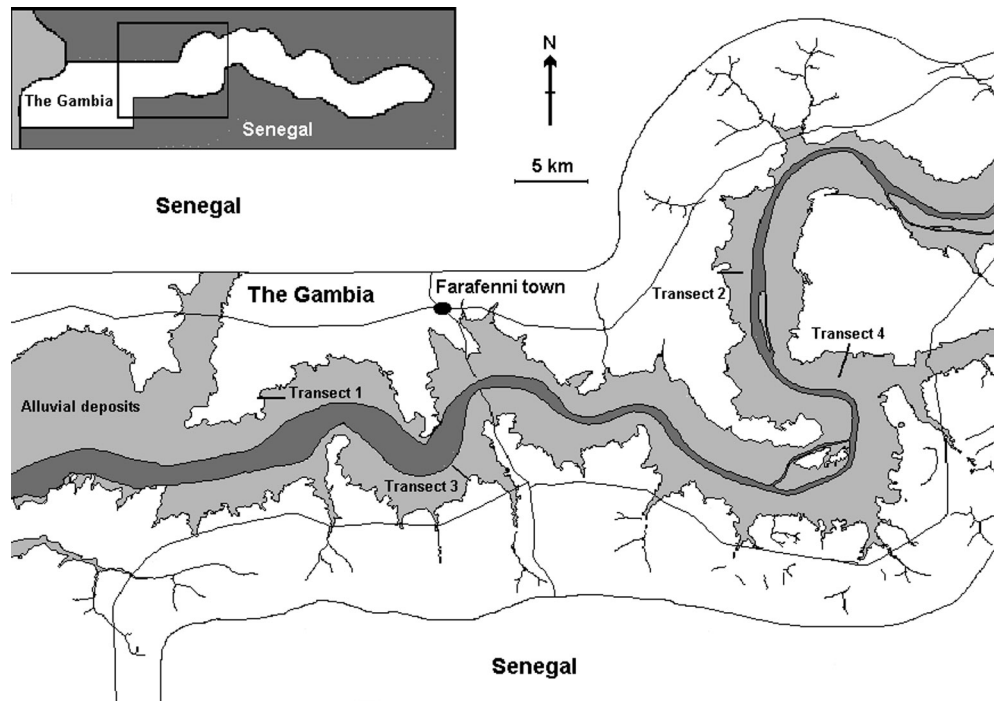 The Gambia
Senegal
N
5 km
Senegal
The Gambia
Farafenni town
Transect 2
Transect 4
Transect 1
Alluvial deposits
Transect 3
Senegal